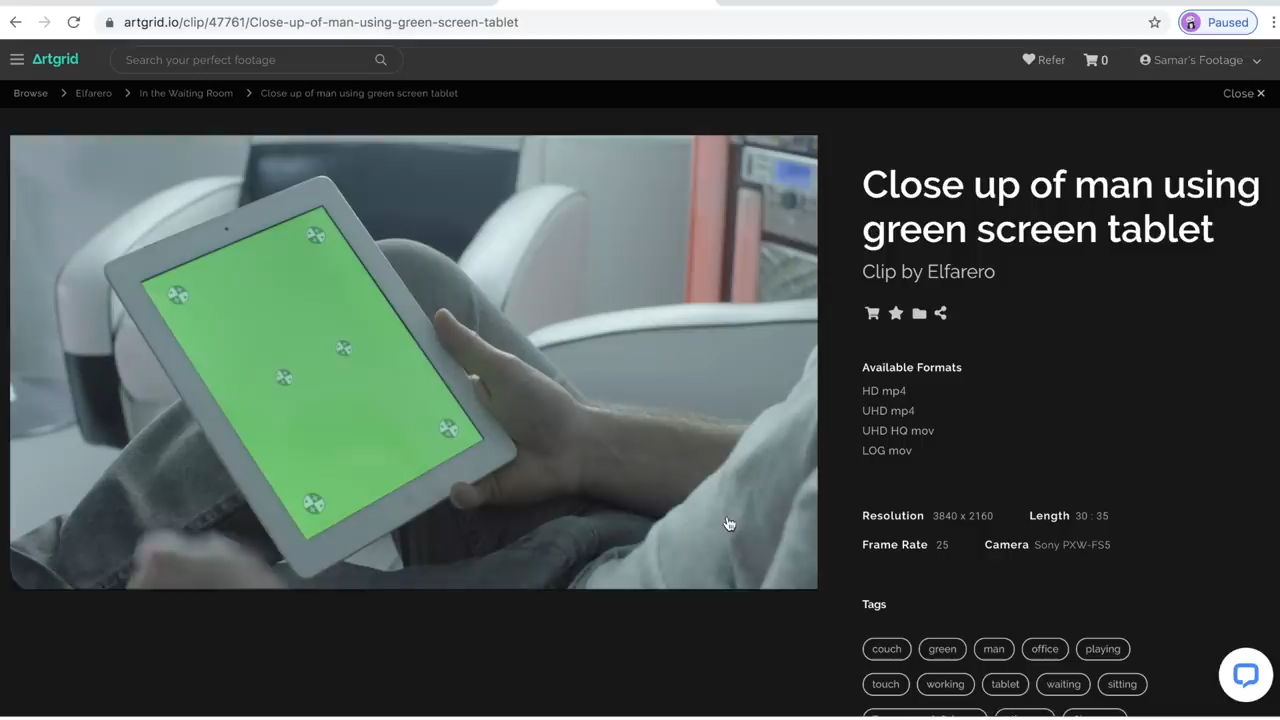 artgrid.io/clip/47761/Close-up-of-man-using-green-screen-tablet
Paused
Artgrid
Search your perfect footage
Refer
0
Samar's Footage
Browse > Elfarero > In the Waiting Room > Close up of man using green screen tablet
Close ×
Close up of man using
green screen tablet
Clip by Elfarero
Available Formats
HD mp4
UHD mp4
UHD HQ mov
LOG mov
Resolution 3840 x 2160 Length 30 : 35
Frame Rate 25 Camera Sony PXW-FS5
Tags
couch green man office playing
touch working tablet waiting sitting